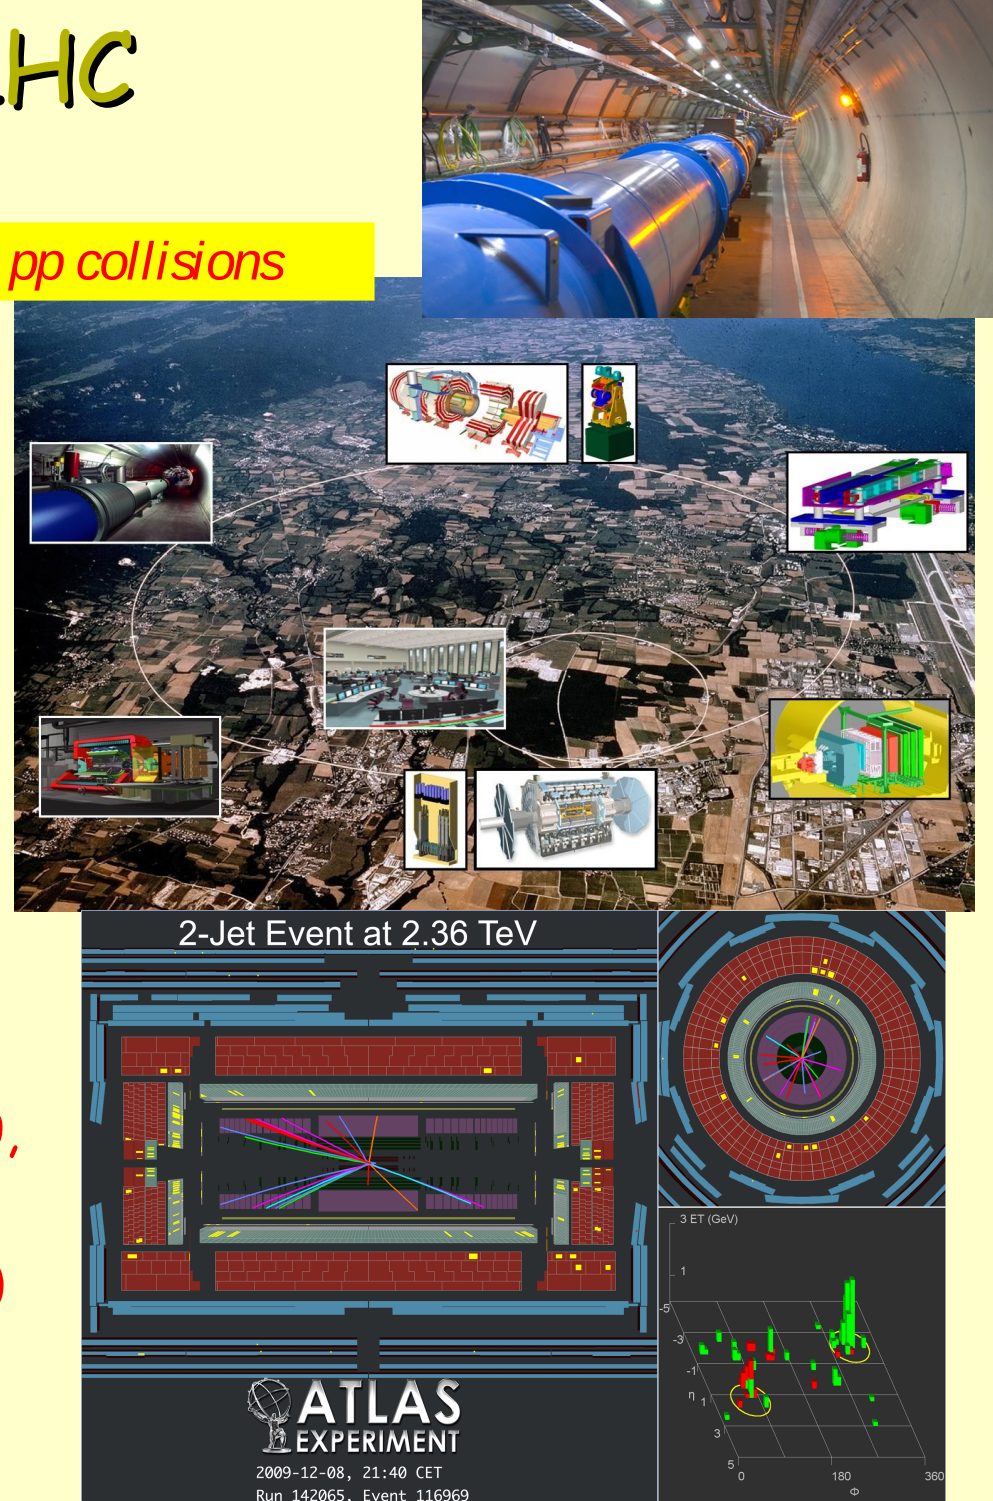 LHC
pp collisions
2-Jet Event at 2.36 TeV
3 ET (GeV)
1
-5
-3
-1
η
1
3
5
0 180 360
Φ
ATLAS
EXPERIMENT
2009-12-08, 21:40 CET
Run 142065, Event 116969